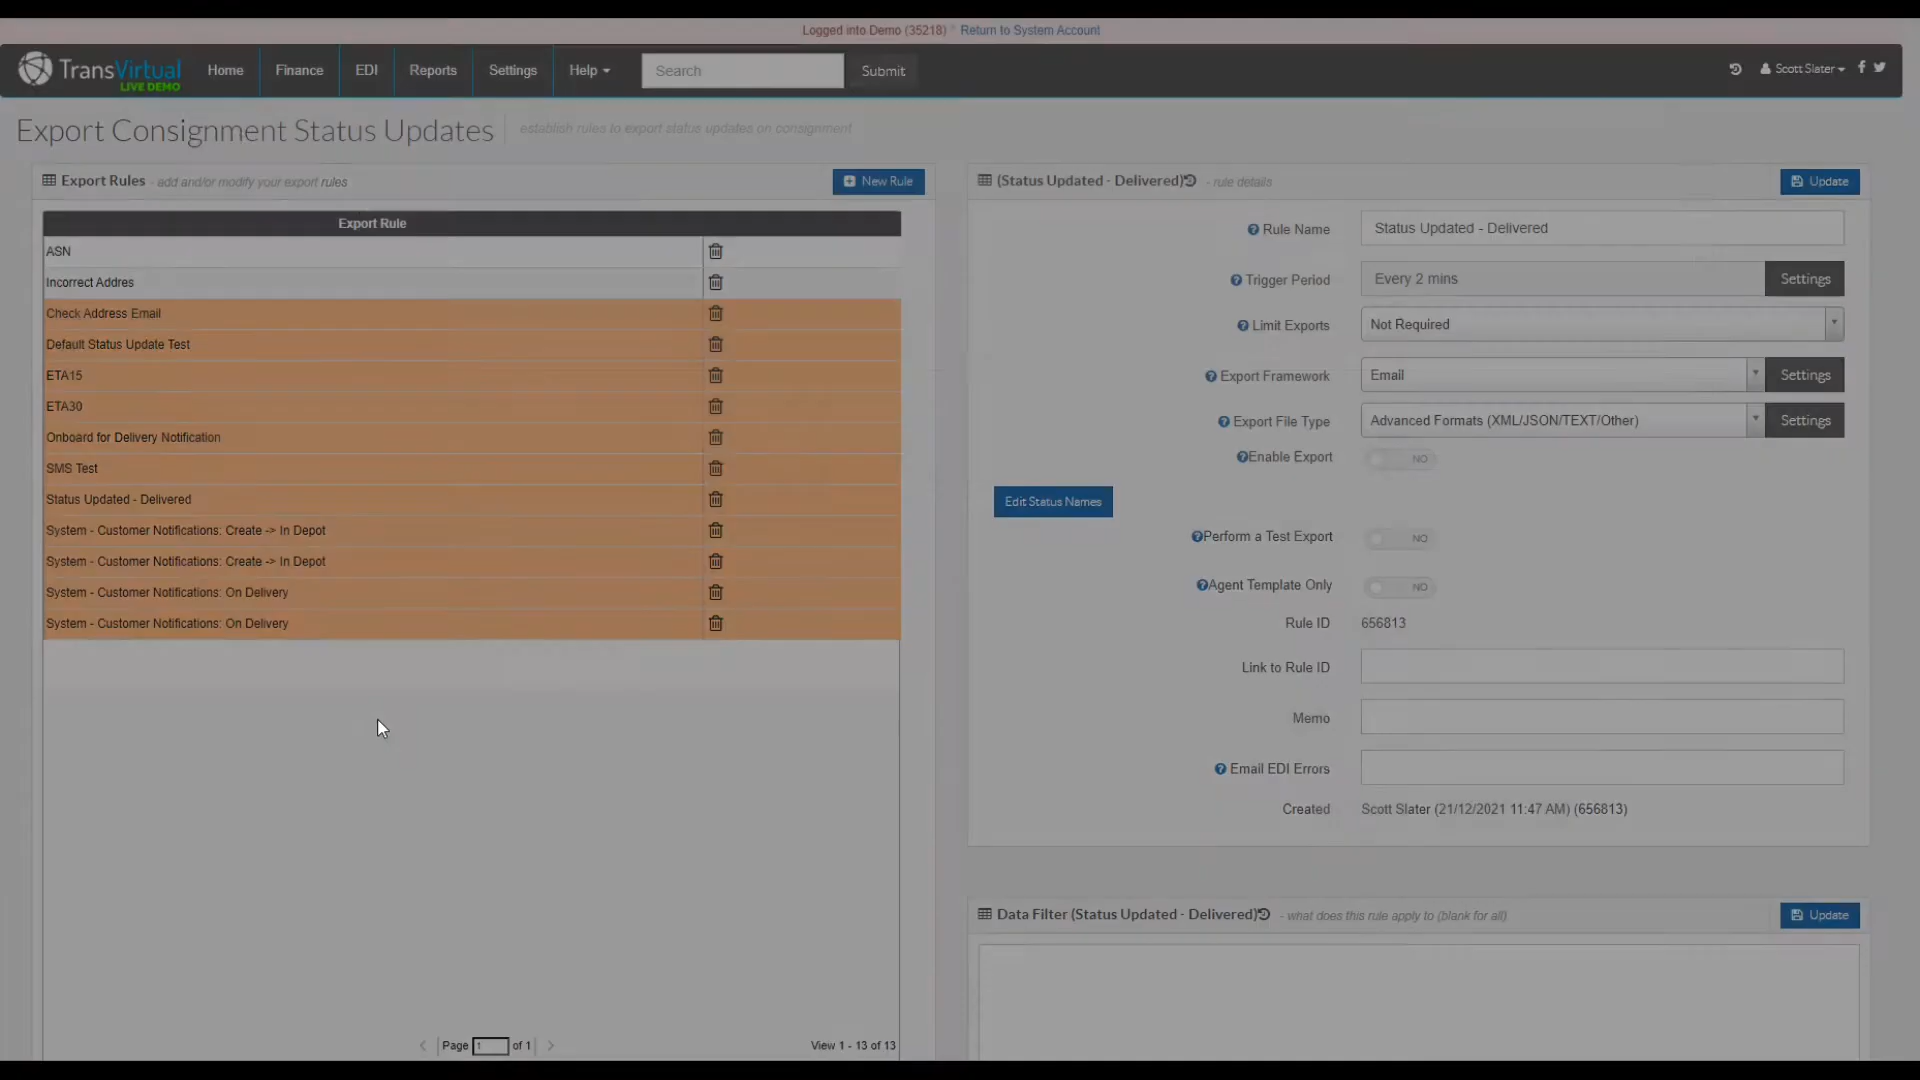 Logged into Demo (35218) * Return to System Account
TransVirtual
LIVE DEMO
Home
Finance
EDI
Reports
Settings
Help
Search
Submit
Scott Slater
Export Consignment Status Updates
establish rules to export status updates on consignment
Export Rules - add and/or modify your export rules
New Rule
Export Rule
ASN
Incorrect Addres
Check Address Email
Default Status Update Test
ETA15
ETA30
Onboard for Delivery Notification
SMS Test
Status Updated - Delivered
System - Customer Notifications: Create -> In Depot
System - Customer Notifications: Create -> In Depot
System - Customer Notifications: On Delivery
System - Customer Notifications: On Delivery
Page 1 of 1
View 1 - 13 of 13
(Status Updated - Delivered) - rule details
Update
Rule Name
Status Updated - Delivered
Trigger Period
Every 2 mins
Settings
Limit Exports
Not Required
Export Framework
Email
Settings
Export File Type
Advanced Formats (XML/JSON/TEXT/Other)
Settings
Enable Export
NO
Edit Status Names
Perform a Test Export
NO
Agent Template Only
NO
Rule ID
656813
Link to Rule ID
Memo
Email EDI Errors
Created
Scott Slater (21/12/2021 11:47 AM) (656813)
Data Filter (Status Updated - Delivered) - what does this rule apply to (blank for all)
Update